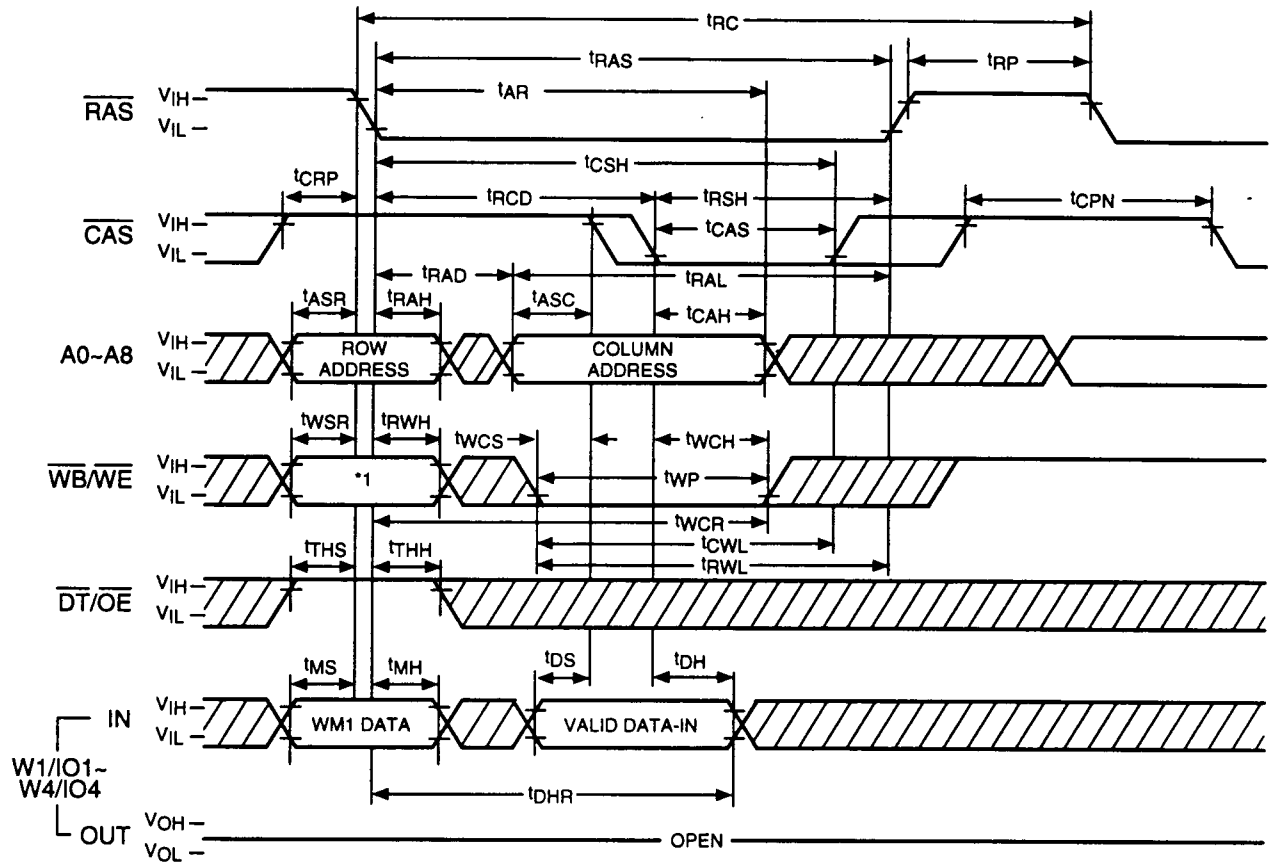 tRC
tRAS tRP
tAR
RAS VIH VIL
tCSH
tCRP tRCD tRSH tCPN
CAS VIH VIL tCAS
tRAD tRAL
tASR tRAH tASC tCAH
A0~A8 VIH VIL ROW ADDRESS COLUMN ADDRESS
tWSR tRWH tWCS tWCH
WB/WE VIH VIL *1 tWP
tWCR
tCWL
tRWL
tTHS tTHH
DT/OE VIH VIL
tMS tMH tDS tDH
IN VIH VIL WM1 DATA VALID DATA-IN
W1/IO1~
W4/IO4
tDHR
OUT VOH VOL OPEN